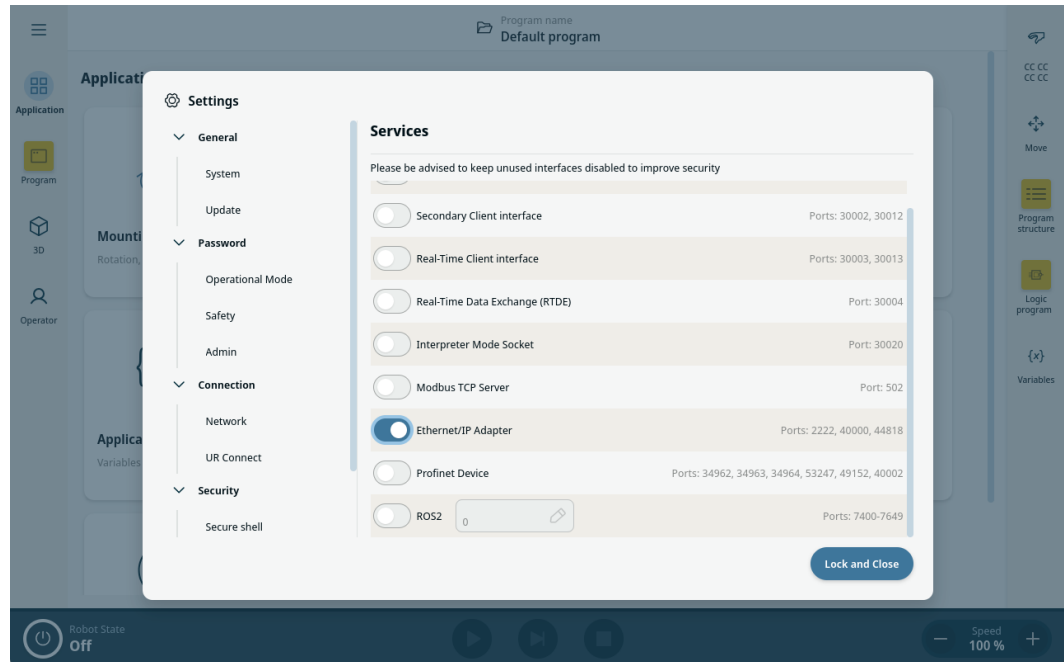 Program name
Default program
Applicati
Application
Program
3D
Operator
Mounti
Rotation,
Applica
Variables
Settings
General
System
Update
Password
Operational Mode
Safety
Admin
Connection
Network
UR Connect
Security
Secure shell
Services
Please be advised to keep unused interfaces disabled to improve security
Secondary Client interface Ports: 30002, 30012
Real-Time Client interface Ports: 30003, 30013
Real-Time Data Exchange (RTDE) Port: 30004
Interpreter Mode Socket Port: 30020
Modbus TCP Server Port: 502
Ethernet/IP Adapter Ports: 2222, 40000, 44818
Profinet Device Ports: 34962, 34963, 34964, 53247, 49152, 40002
ROS2 0 Ports: 7400-7649
Lock and Close
CC CC
CC CC
Move
Program
structure
Logic
program
{x}
Variables
Robot State
Off
Speed
100 %